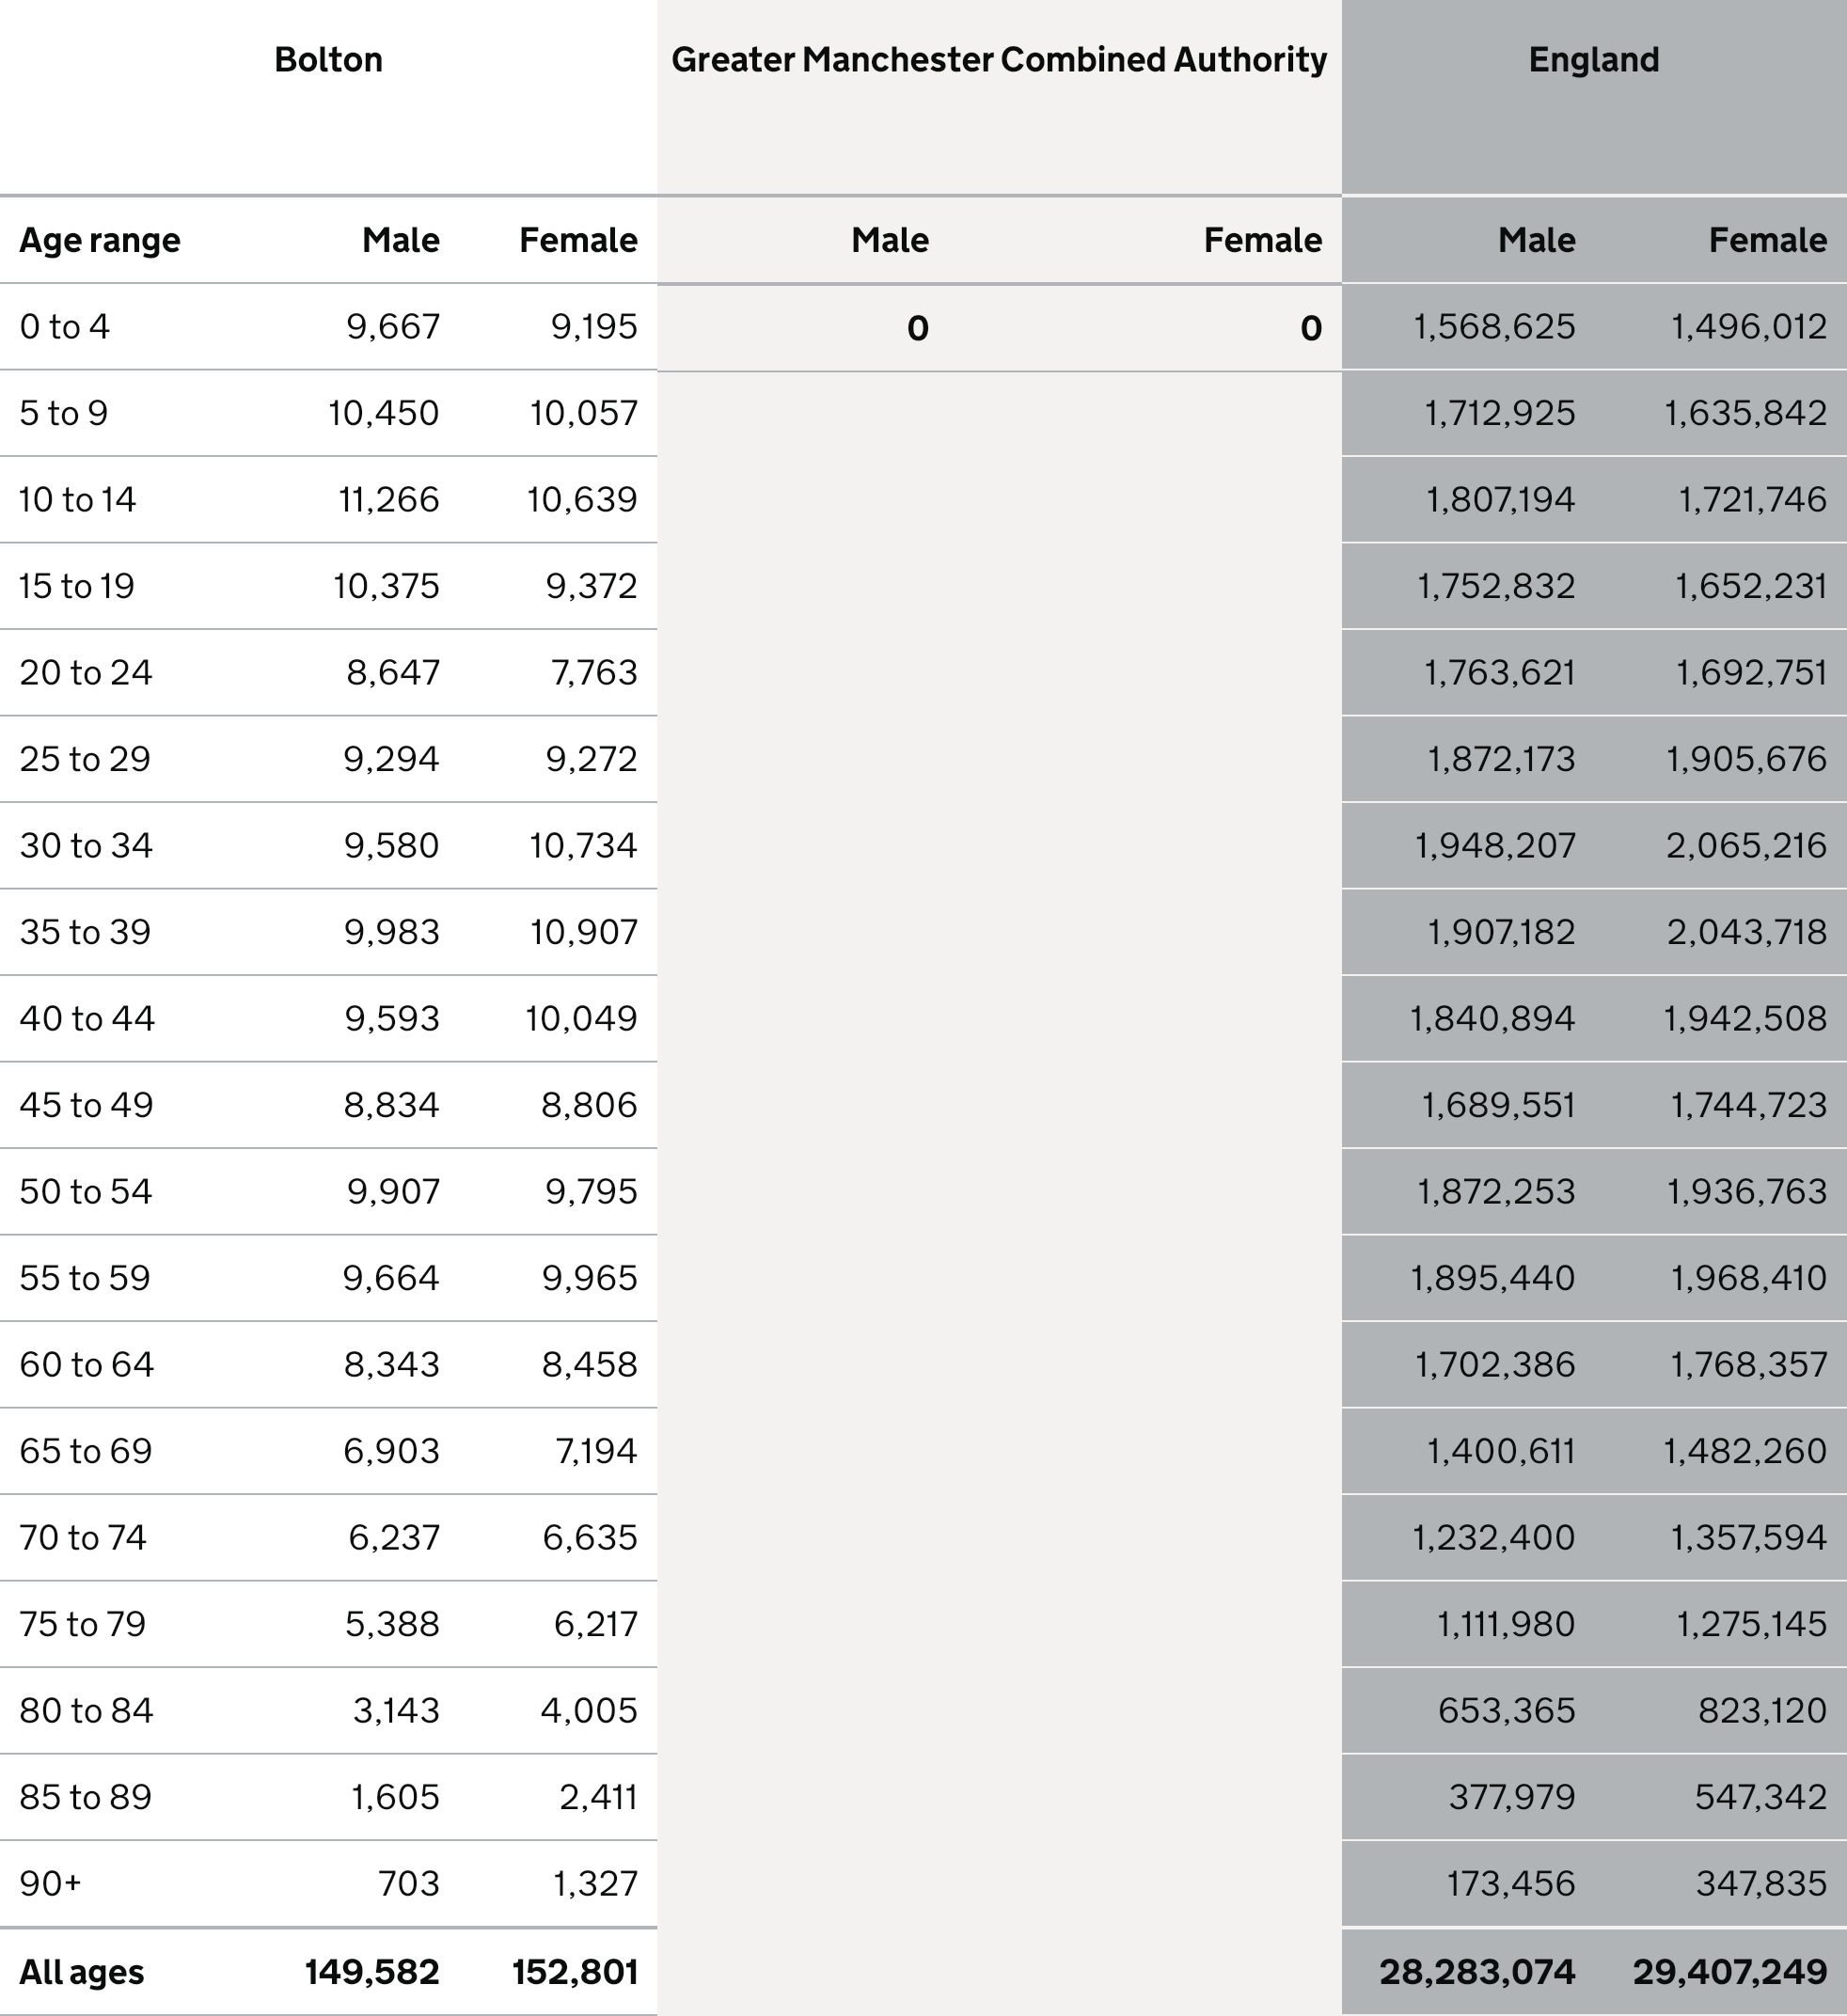 Bolton Greater Manchester Combined Authority England
Age range Male Female Male Female Male Female
0 to 4 9,667 9,195 0 0 1,568,625 1,496,012
5 to 9 10,450 10,057 1,712,925 1,635,842
10 to 14 11,266 10,639 1,807,194 1,721,746
15 to 19 10,375 9,372 1,752,832 1,652,231
20 to 24 8,647 7,763 1,763,621 1,692,751
25 to 29 9,294 9,272 1,872,173 1,905,676
30 to 34 9,580 10,734 1,948,207 2,065,216
35 to 39 9,983 10,907 1,907,182 2,043,718
40 to 44 9,593 10,049 1,840,894 1,942,508
45 to 49 8,834 8,806 1,689,551 1,744,723
50 to 54 9,907 9,795 1,872,253 1,936,763
55 to 59 9,664 9,965 1,895,440 1,968,410
60 to 64 8,343 8,458 1,702,386 1,768,357
65 to 69 6,903 7,194 1,400,611 1,482,260
70 to 74 6,237 6,635 1,232,400 1,357,594
75 to 79 5,388 6,217 1,111,980 1,275,145
80 to 84 3,143 4,005 653,365 823,120
85 to 89 1,605 2,411 377,979 547,342
90+ 703 1,327 173,456 347,835
All ages 149,582 152,801 28,283,074 29,407,249